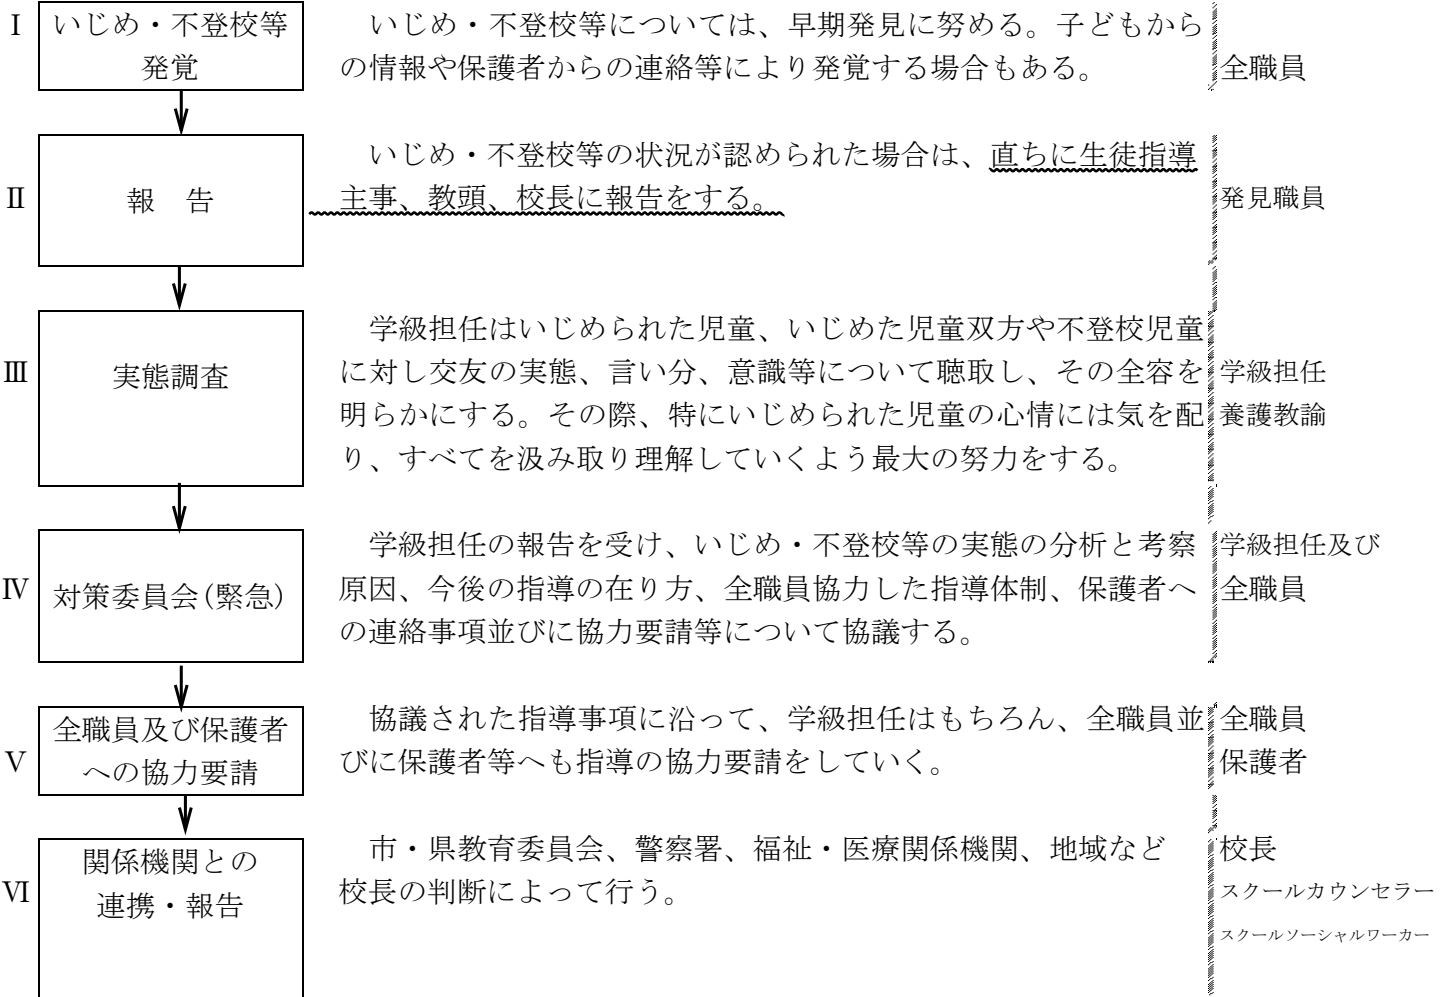 Ⅰ
いじめ・不登校等
発覚
いじめ・不登校等については、早期発見に努める。子どもから
の情報や保護者からの連絡等により発覚する場合もある。
全職員
Ⅱ
報　告
いじめ・不登校等の状況が認められた場合は、直ちに生徒指導
主事、教頭、校長に報告をする。
発見職員
Ⅲ
実態調査
学級担任はいじめられた児童、いじめた児童双方や不登校児童
に対し交友の実態、言い分、意識等について聴取し、その全容を
明らかにする。その際、特にいじめられた児童の心情には気を配
り、すべてを汲み取り理解していくよう最大の努力をする。
学級担任
養護教諭
Ⅳ
対策委員会(緊急)
学級担任の報告を受け、いじめ・不登校等の実態の分析と考察
原因、今後の指導の在り方、全職員協力した指導体制、保護者へ
の連絡事項並びに協力要請等について協議する。
学級担任及び
全職員
Ⅴ
全職員及び保護者
への協力要請
協議された指導事項に沿って、学級担任はもちろん、全職員並
びに保護者等へも指導の協力要請をしていく。
全職員
保護者
Ⅵ
関係機関との
連携・報告
市・県教育委員会、警察署、福祉・医療関係機関、地域など
校長の判断によって行う。
校長
スクールカウンセラー
スクールソーシャルワーカー